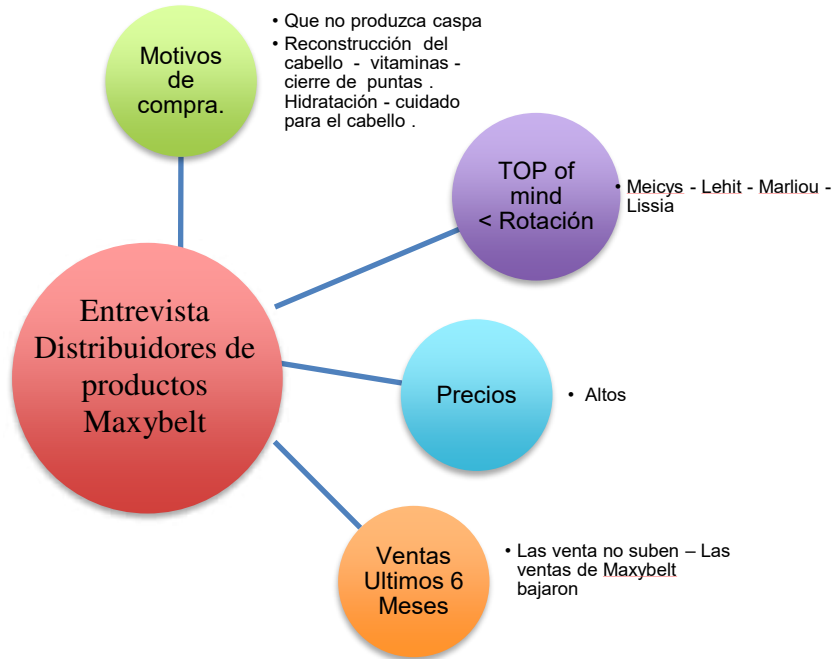 Motivos
de
compra.
• Que no produzca caspa
• Reconstrucción del
cabello - vitaminas -
cierre de puntas .
Hidratación - cuidado
para el cabello .
TOP of
mind
< Rotación
• Meicys - Lehit - Marliou -
Lissia
Entrevista
Distribuidores de
productos
Maxybelt
Precios
• Altos
Ventas
Ultimos 6
Meses
• Las venta no suben – Las
ventas de Maxybelt
bajaron